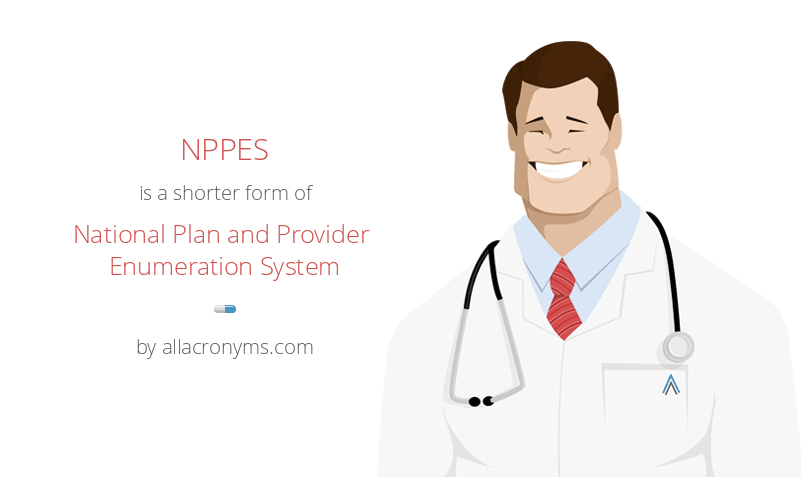 NPPES
is a shorter form of
National Plan and Provider
Enumeration System
by allacronyms.com